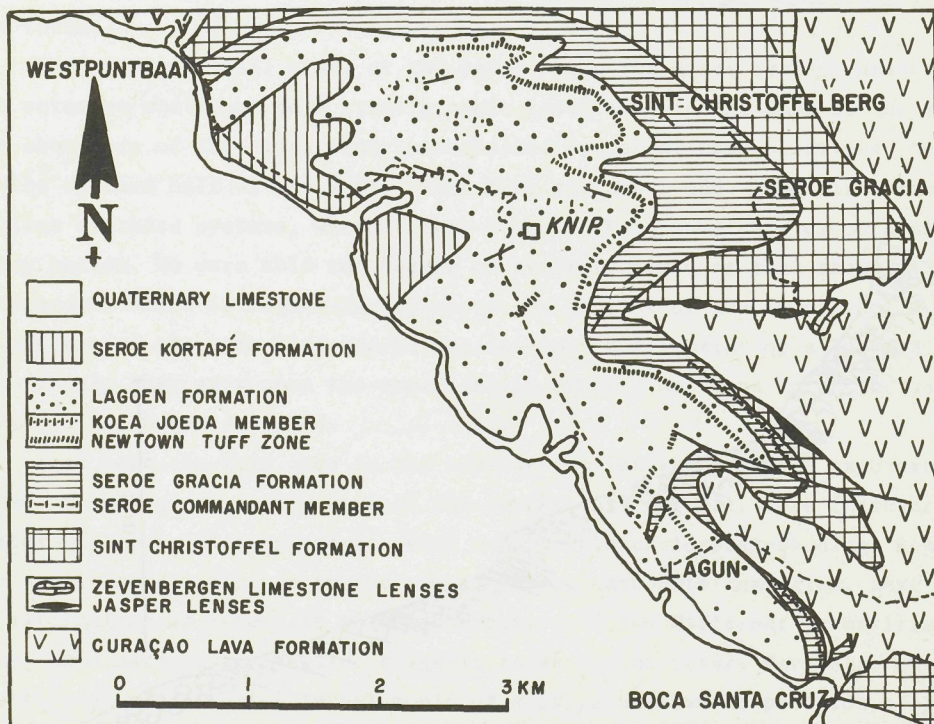 WESTPUNTBAAI
SINT CHRISTOFFELBERG
SEROE GRACIA
N
KNIP
QUATERNARY LIMESTONE
SEROE KORTAPÉ FORMATION
LAGOEN FORMATION
KOEA JOEDA MEMBER
NEWTOWN TUFF ZONE
SEROE GRACIA FORMATION
SEROE COMMANDANT MEMBER
SINT CHRISTOFFEL FORMATION
LAGUN
ZEVENBERGEN LIMESTONE LENSES
JASPER LENSES
CURAÇAO LAVA FORMATION
0 1 2 3 KM
BOCA SANTA CRUZ